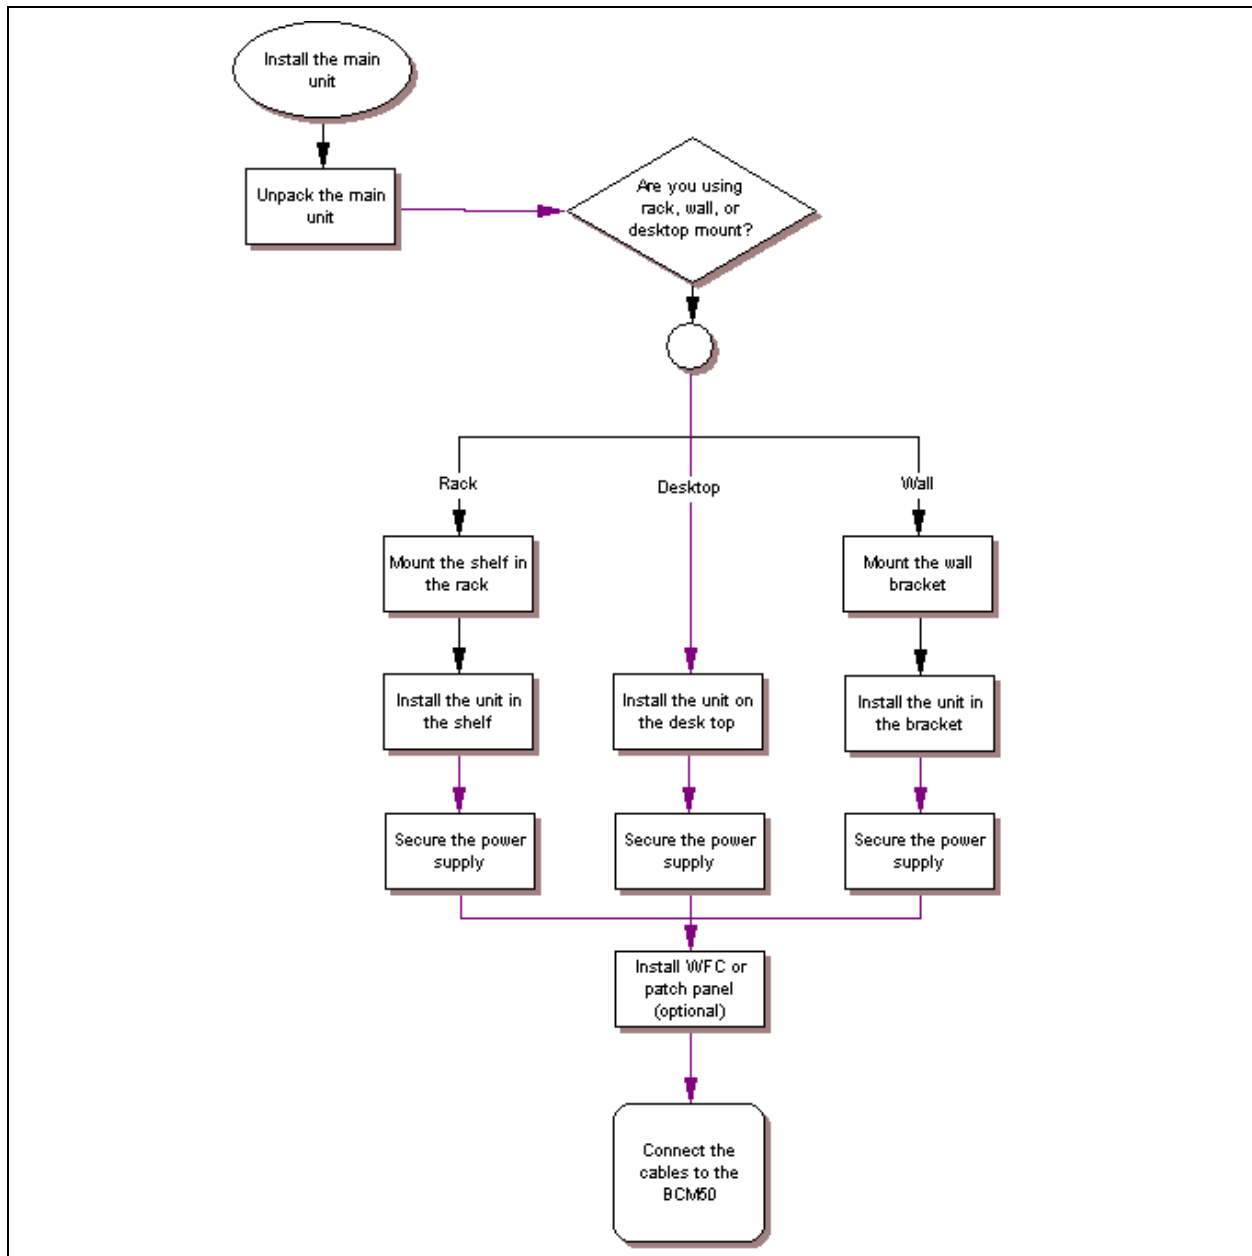 Install the main
unit
Unpack the main
unit
Are you using
rack, wall, or
desktop mount?
Rack
Desktop
Wall
Mount the shelf in
the rack
Mount the wall
bracket
Install the unit in
the shelf
Install the unit on
the desk top
Install the unit in
the bracket
Secure the power
supply
Secure the power
supply
Secure the power
supply
Install WFC or
patch panel
(optional)
Connect the
cables to the
BCM50